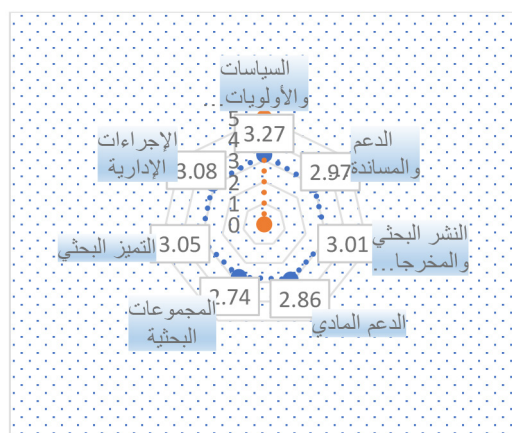 السياسات
والأولويات...
5
4
3.27
3
2
1
0
الدعم
والمساندة
2.97
النشر البحثي
والمخرجا...
3.01
الدعم المادي
2.86
المجموعات
البحثية
2.74
التميز البحثي
3.05
الإجراءات
الإدارية
3.08